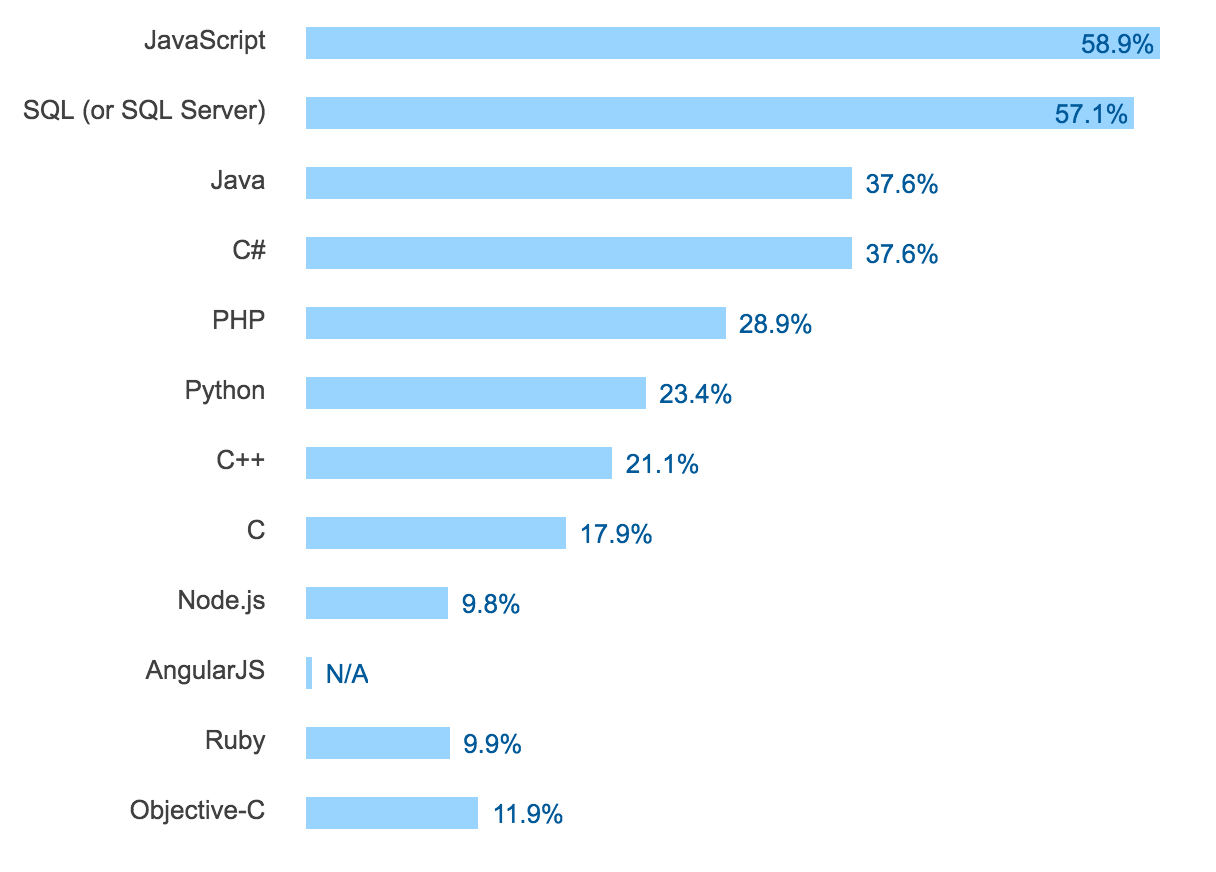 JavaScript 58.9%
SQL (or SQL Server) 57.1%
Java 37.6%
C# 37.6%
PHP 28.9%
Python 23.4%
C++ 21.1%
C 17.9%
Node.js 9.8%
AngularJS N/A
Ruby 9.9%
Objective-C 11.9%